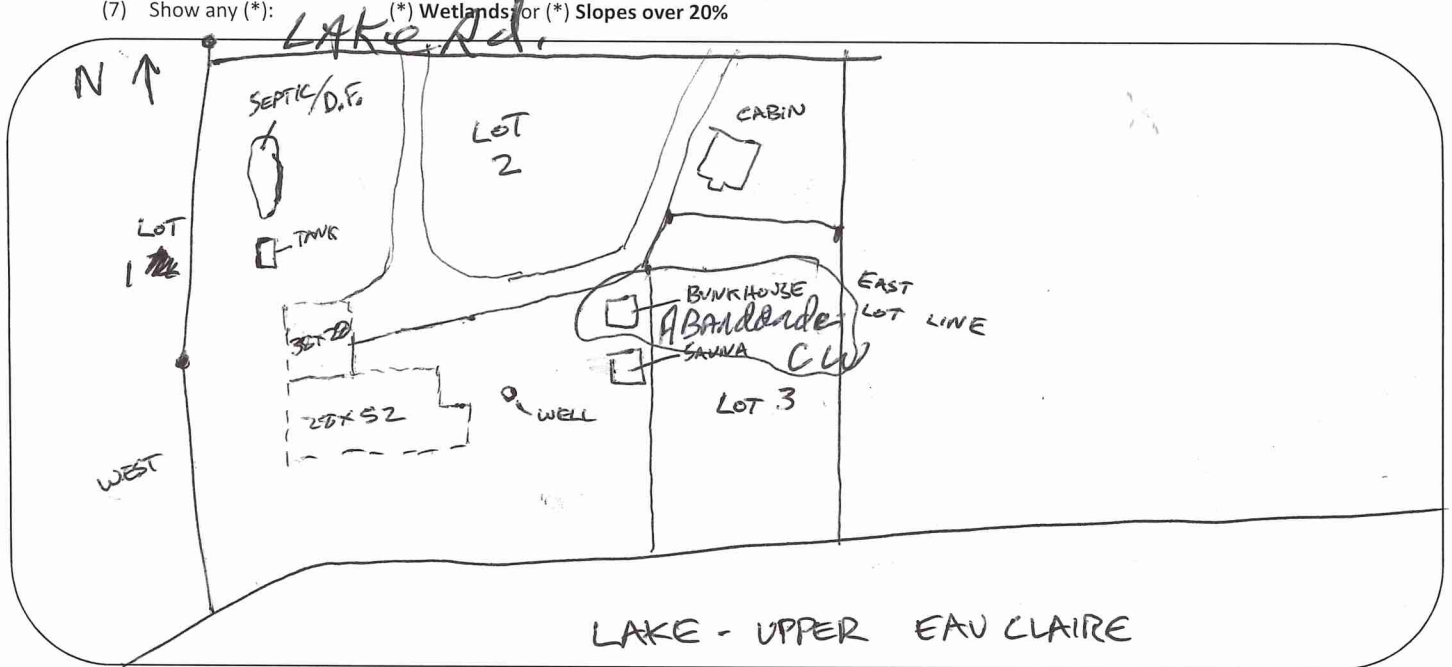 (7) Show any (*): (*) Wetlands; or (*) Slopes over 20%
LAKe Rd.
N
SEPTIC/D.F.
LOT
2
CABIN
LOT
1
TANK
BUNKHOUSE
ABandonde
CW
EAST
LOT LINE
SAUNA
LOT 3
WELL
28x52
WEST
LAKE - UPPER EAU CLAIRE